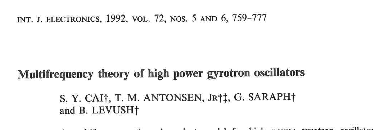 INT. J. ELECTRONICS, 1992, VOL. 72, NOS. 5 AND 6, 759–777
Multifrequency theory of high power gyrotron oscillators
S. Y. CAI†, T. M. ANTONSEN, JR†‡, G. SARAPH†
and B. LEVUSH†